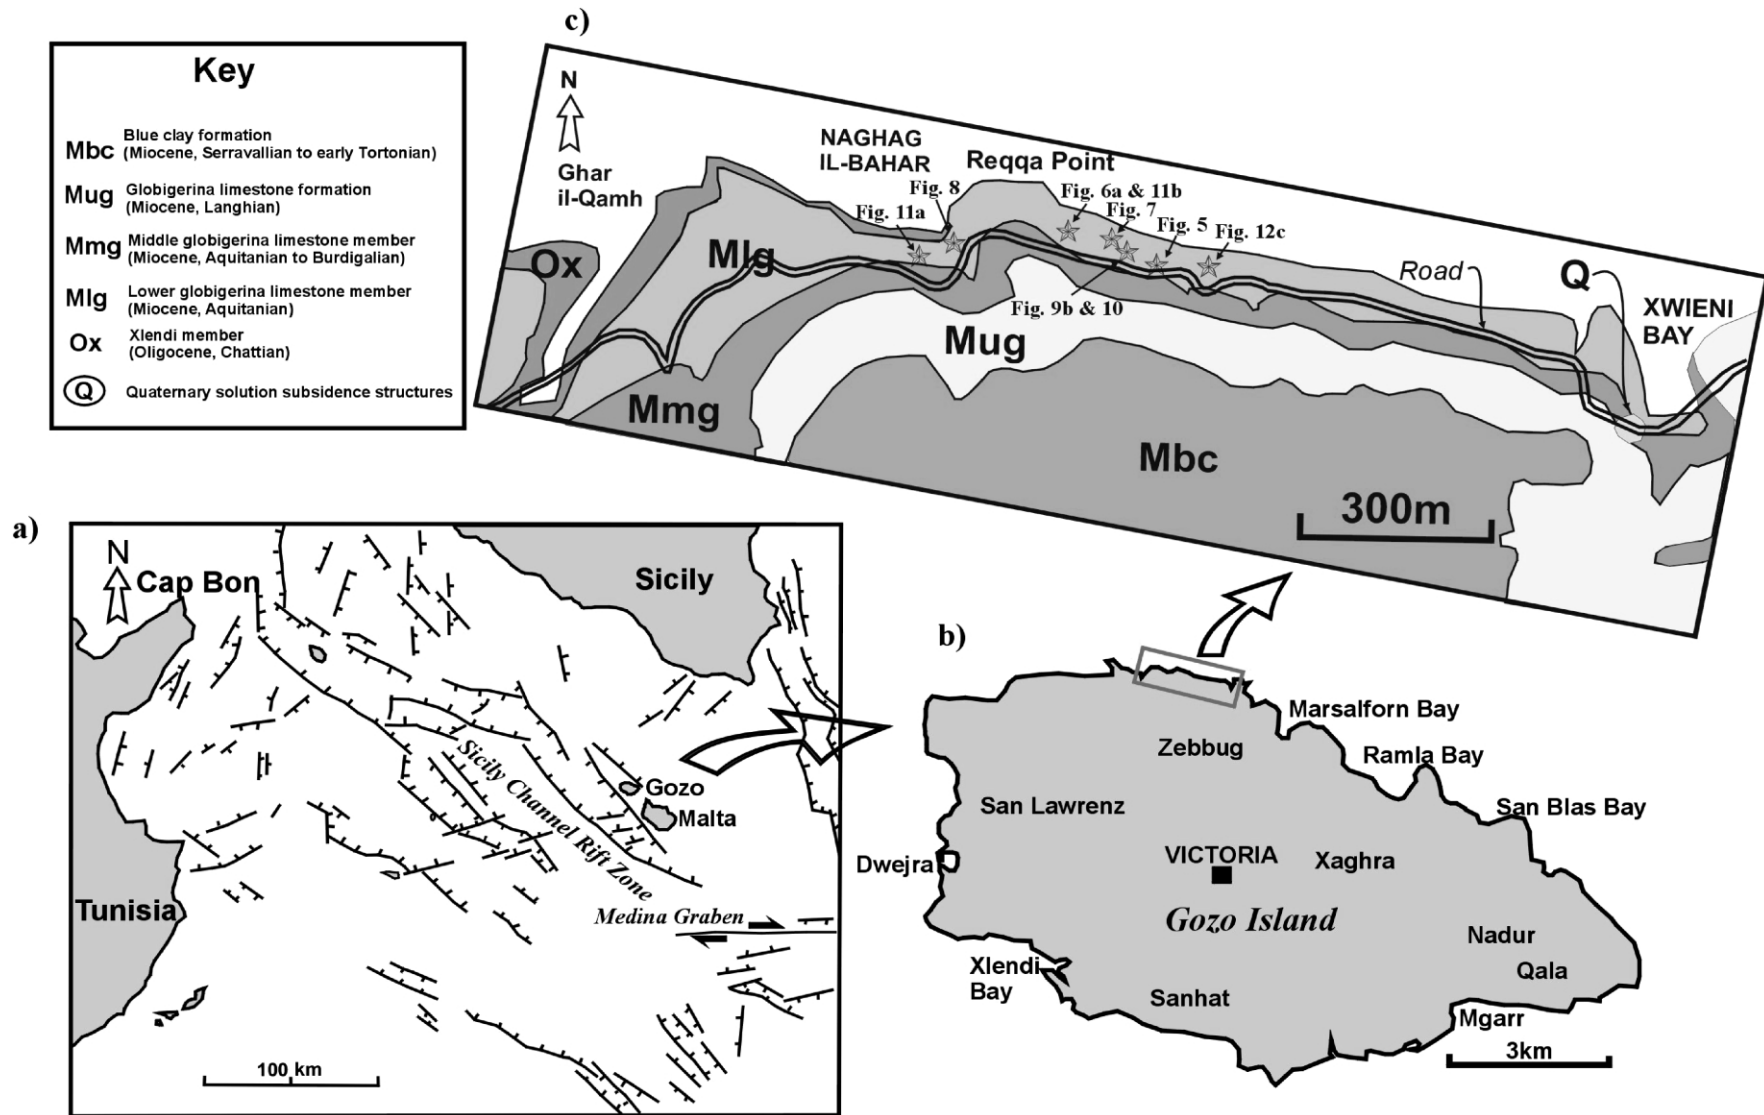 c)
Key
Mbc
Blue clay formation
(Miocene, Serravallian to early Tortonian)
Mug
Globigerina limestone formation
(Miocene, Langhian)
Mmg
Middle globigerina limestone member
(Miocene, Aquitanian to Burdigalian)
Mlg
Lower globigerina limestone member
(Miocene, Aquitanian)
Ox
Xlendi member
(Oligocene, Chattian)
Q
Quaternary solution subsidence structures
N
Ghar
il-Qamh
NAGHAG
IL-BAHAR
Reqqa Point
Fig. 8
Fig. 11a
Fig. 6a & 11b
Fig. 7
Fig. 5
Fig. 12c
Fig. 9b & 10
Road
Q
XWIENI
BAY
Ox
Mlg
Mug
Mmg
Mbc
300m
a)
N
Cap Bon
Sicily
Gozo
Malta
Sicily Channel Rift Zone
Medina Graben
Tunisia
100 km
b)
Marsalforn Bay
Zebbug
Ramla Bay
San Lawrenz
San Blas Bay
Dwejra
VICTORIA
Xaghra
Gozo Island
Nadur
Qala
Xlendi
Bay
Sanhat
Mgarr
3km